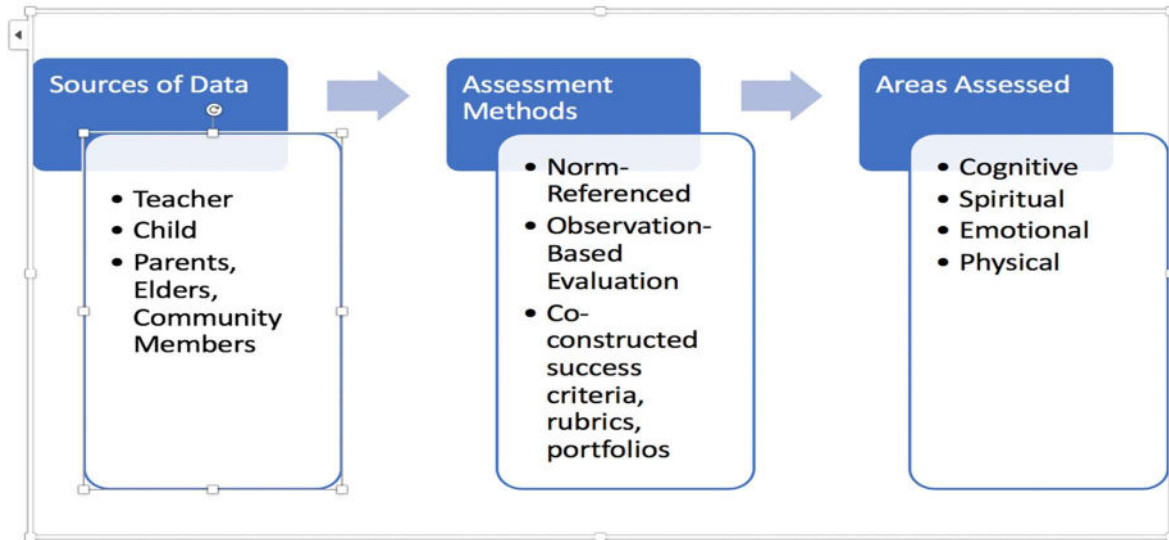 Sources of Data
• Teacher
• Child
• Parents,
Elders,
Community
Members
Assessment
Methods
• Norm-
Referenced
• Observation-
Based
Evaluation
• Co-
constructed
success
criteria,
rubrics,
portfolios
Areas Assessed
• Cognitive
• Spiritual
• Emotional
• Physical